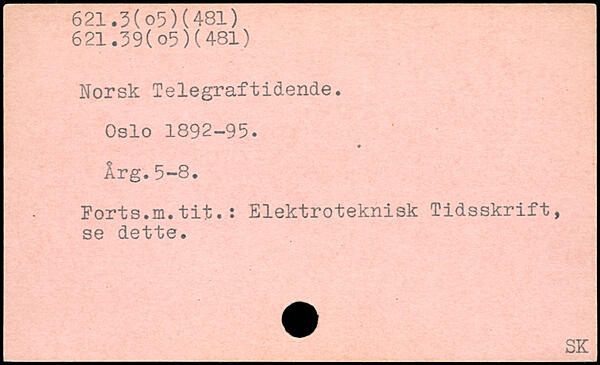 621.3(o5)(481)
621.39(o5)(481)
Norsk Telegraftidende.
Oslo 1892-95.
Årg.5-8.
Forts.m.tit.: Elektroteknisk Tidsskrift,
se dette.
SK